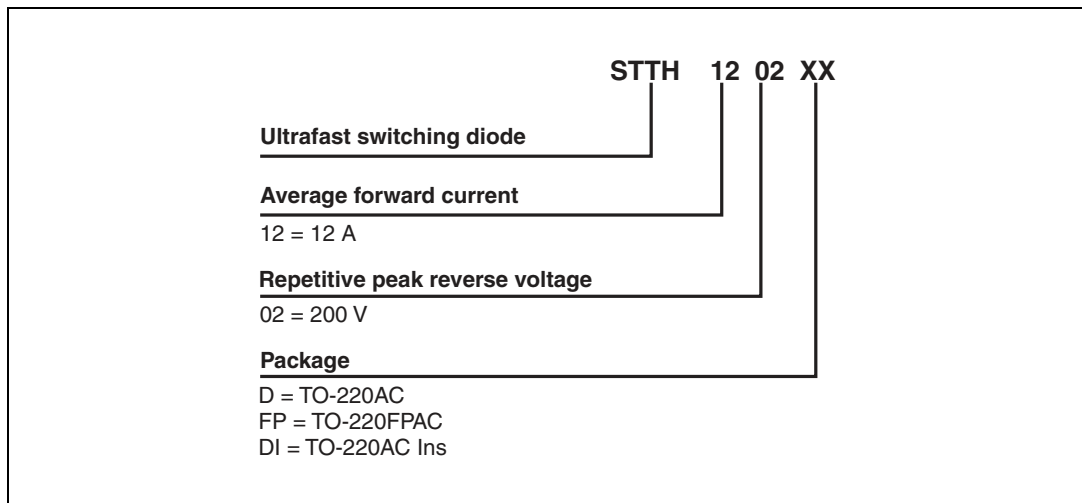 STTH 12 02 XX
Ultrafast switching diode
Average forward current
12 = 12 A
Repetitive peak reverse voltage
02 = 200 V
Package
D = TO-220AC
FP = TO-220FPAC
DI = TO-220AC Ins